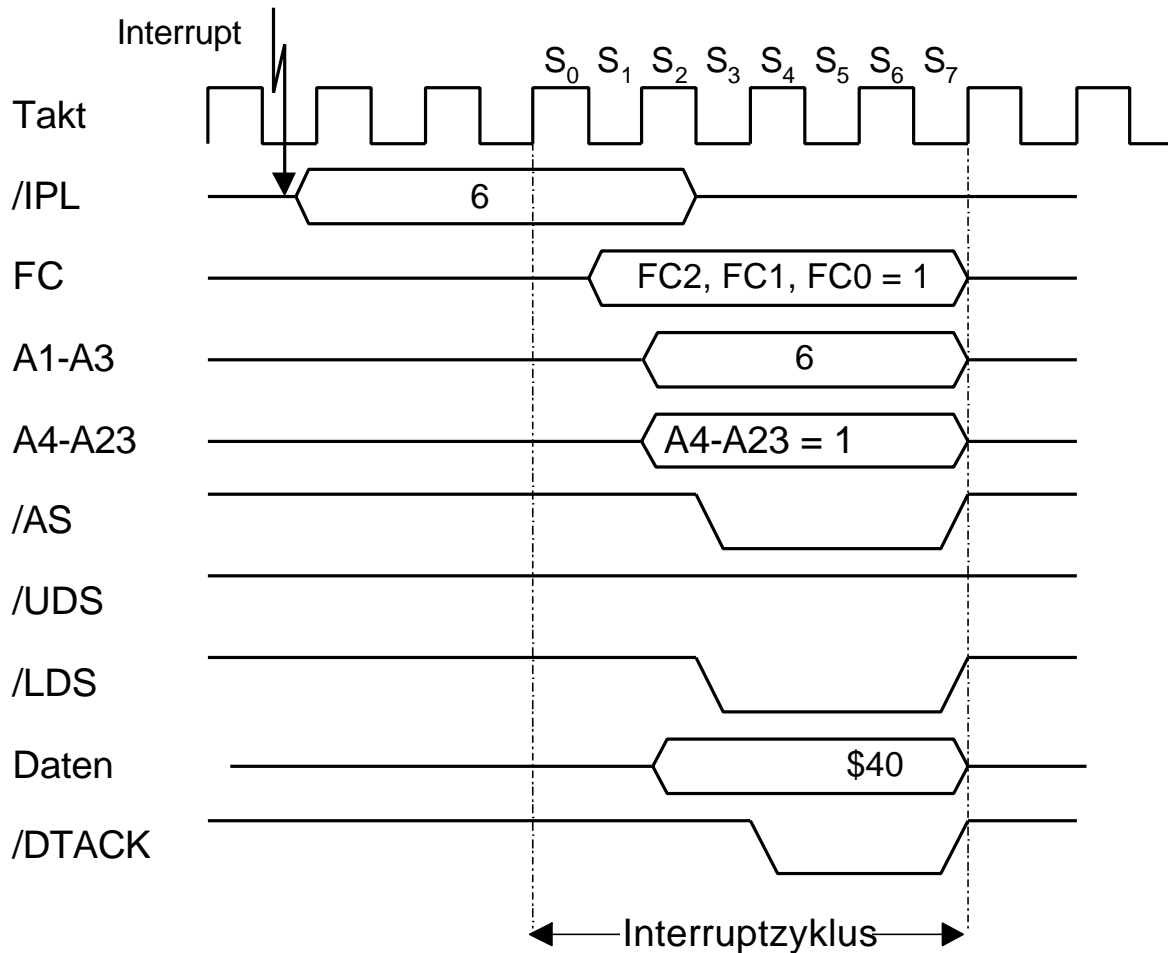 Interrupt
S0 S1 S2 S3 S4 S5 S6 S7
Takt
/IPL 6
FC FC2, FC1, FC0 = 1
A1-A3 6
A4-A23 A4-A23 = 1
/AS
/UDS
/LDS
Daten $40
/DTACK
Interruptzyklus